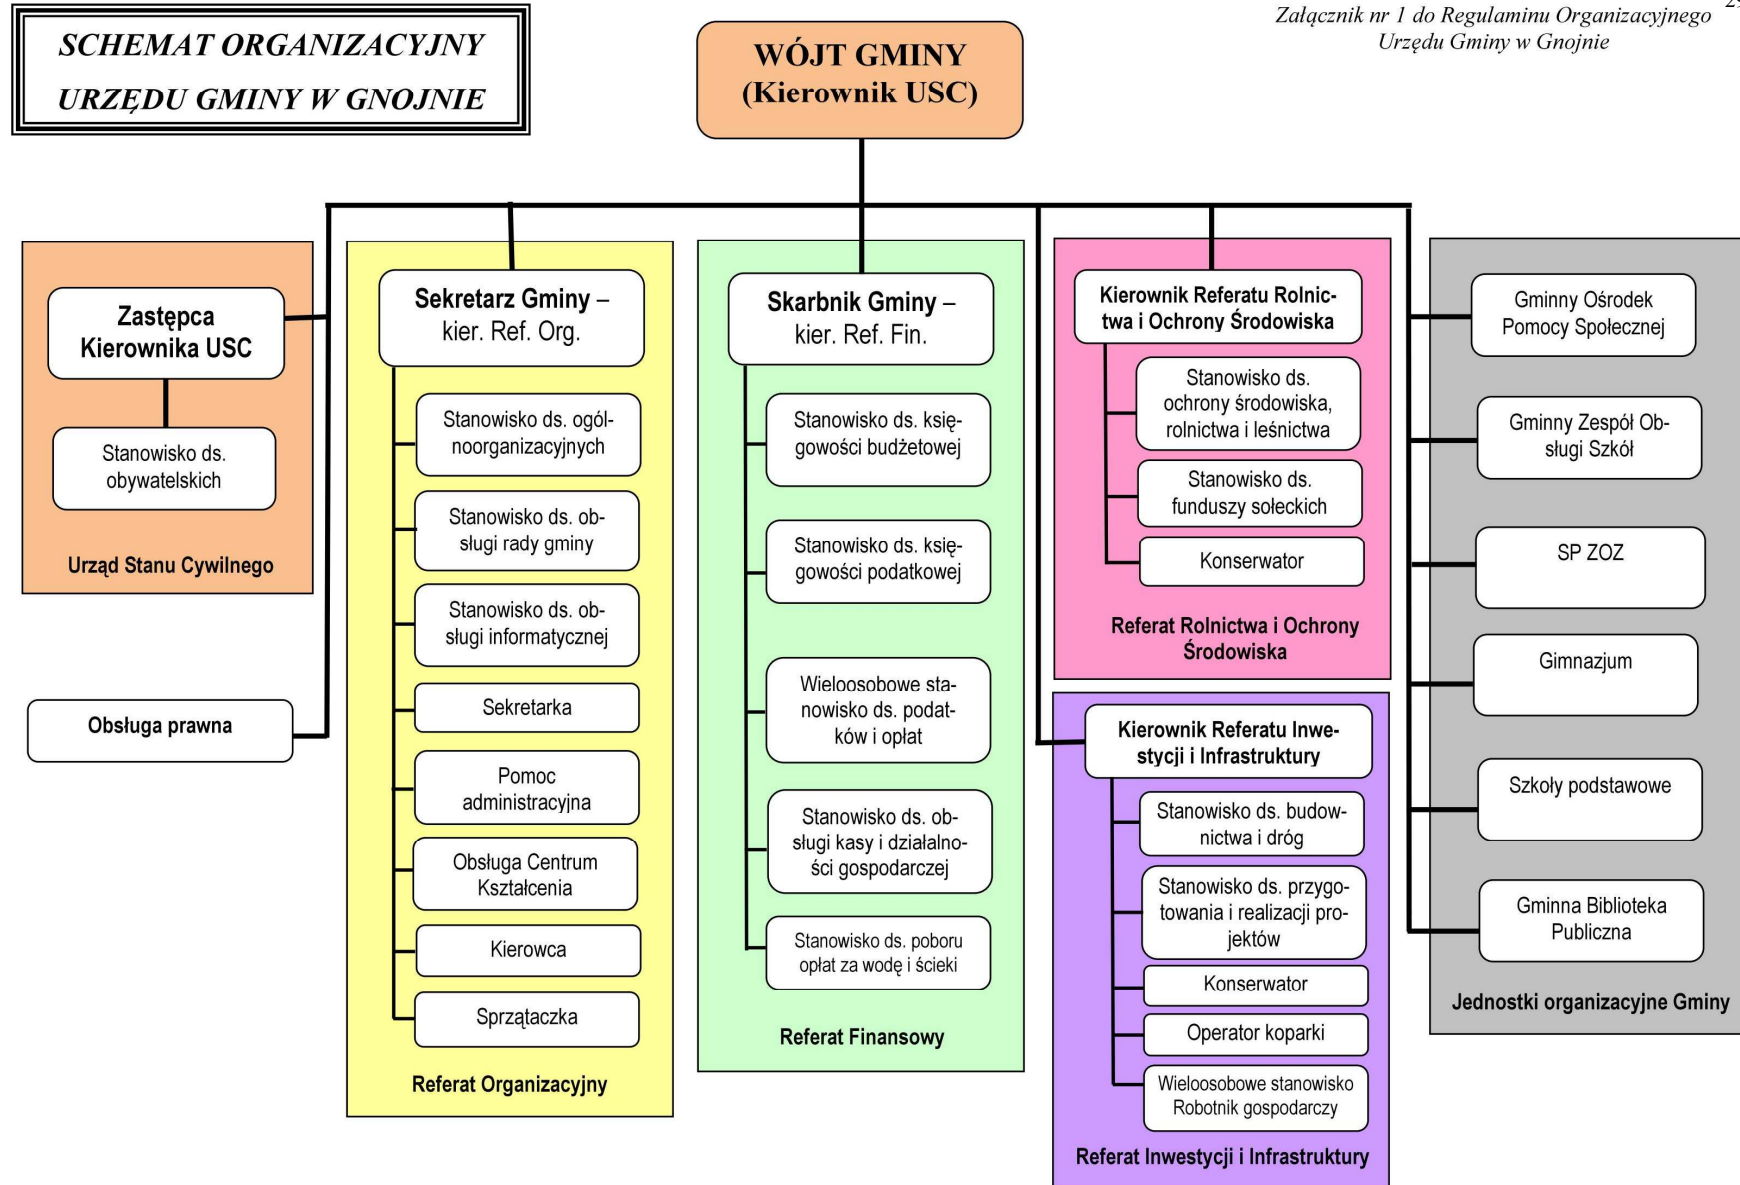 SCHEMAT ORGANIZACYJNY
URZĘDU GMINY W GNOJNIE
WÓJT GMINY
(Kierownik USC)
Załącznik nr 1 do Regulaminu Organizacyjnego
Urzędu Gminy w Gnojnie
Zastępca
Kierownika USC
Stanowisko ds.
obywatelskich
Urząd Stanu Cywilnego
Obsługa prawna
Sekretarz Gminy –
kier. Ref. Org.
Stanowisko ds. ogól-
noorganizacyjnych
Stanowisko ds. ob-
sługi rady gminy
Stanowisko ds. ob-
sługi informatycznej
Sekretarka
Pomoc
administracyjna
Obsługa Centrum
Kształcenia
Kierowca
Sprzątaczka
Referat Organizacyjny
Skarbnik Gminy –
kier. Ref. Fin.
Stanowisko ds. księ-
gowości budżetowej
Stanowisko ds. księ-
gowości podatkowej
Wieloosobowe sta-
nowisko ds. podat-
ków i opłat
Stanowisko ds. ob-
sługi kasy i działalno-
ści gospodarczej
Stanowisko ds. poboru
opłat za wodę i ścieki
Referat Finansowy
Kierownik Referatu Rolnic-
twa i Ochrony Środowiska
Stanowisko ds.
ochrony środowiska,
rolnictwa i leśnictwa
Stanowisko ds.
funduszy sołeckich
Konserwator
Referat Rolnictwa i Ochrony
Środowiska
Kierownik Referatu Inwe-
stycji i Infrastruktury
Stanowisko ds. budow-
nictwa i dróg
Stanowisko ds. przygo-
towania i realizacji pro-
jektów
Konserwator
Operator koparki
Wieloosobowe stanowisko
Robotnik gospodarczy
Referat Inwestycji i Infrastruktury
Gminny Ośrodek
Pomocy Społecznej
Gminny Zespół Ob-
sługi Szkół
SP ZOZ
Gimnazjum
Szkoły podstawowe
Gminna Biblioteka
Publiczna
Jednostki organizacyjne Gminy